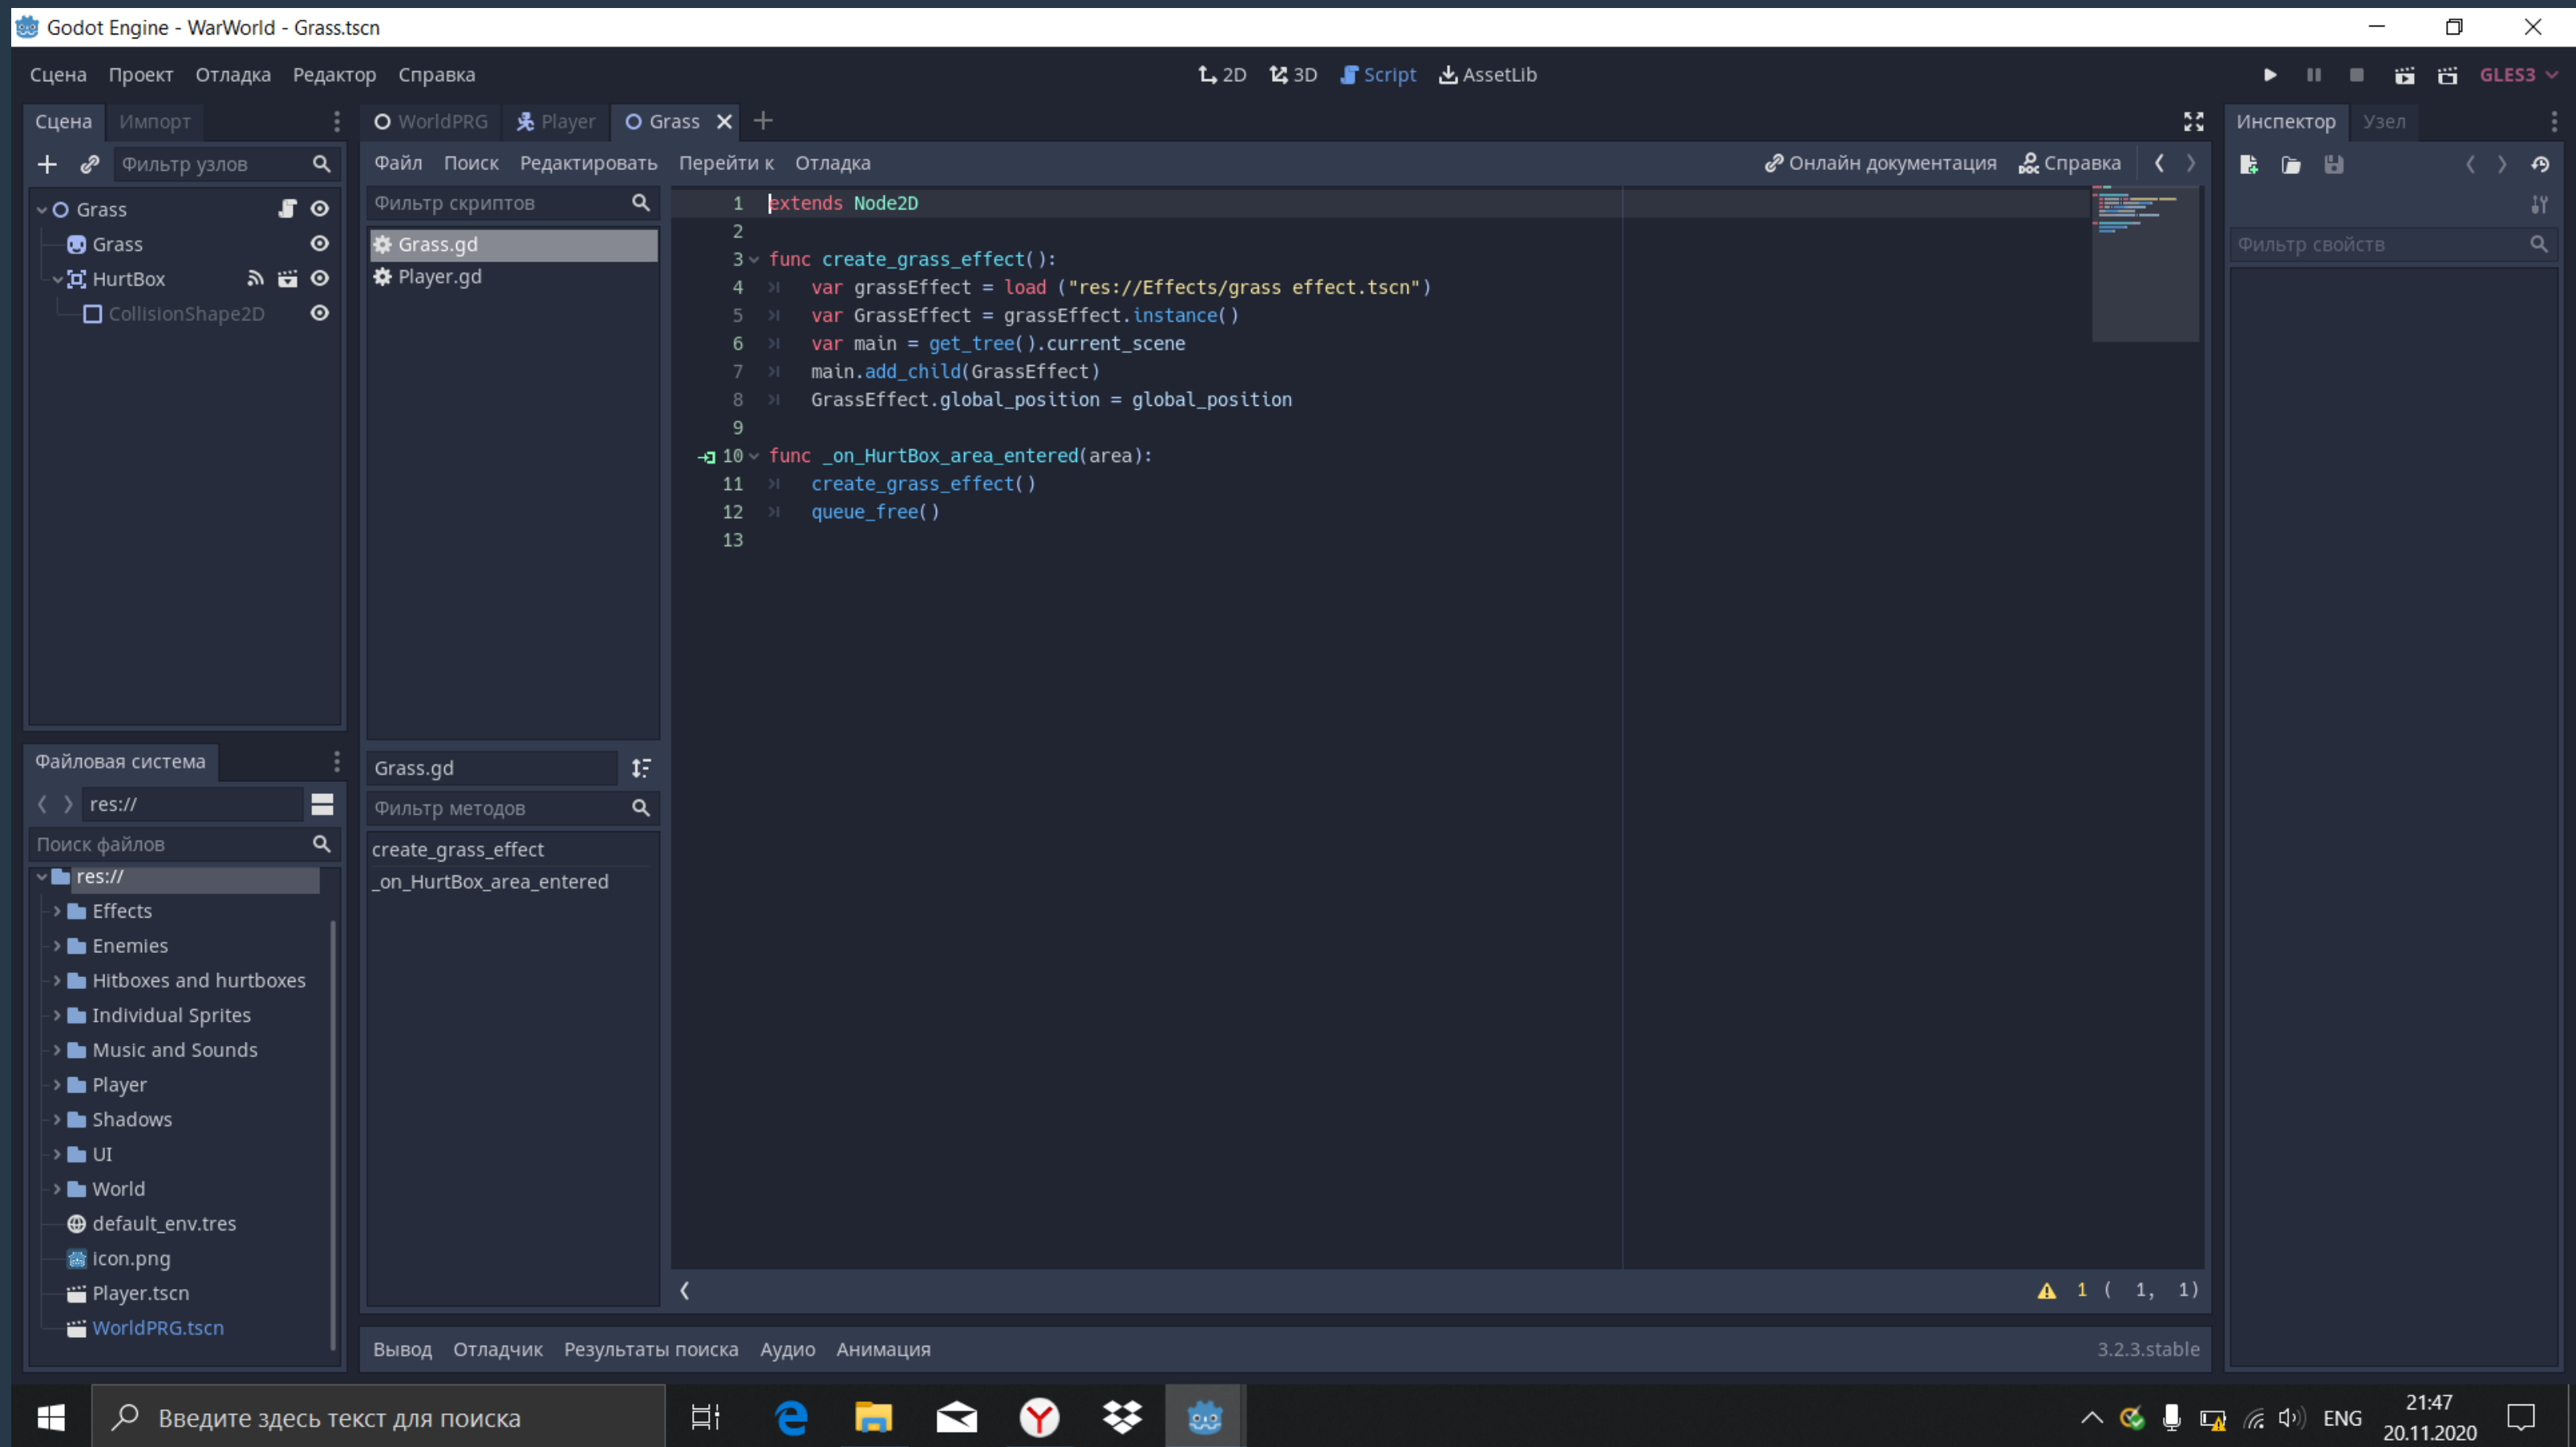 Godot Engine - WarWorld - Grass.tscn
Сцена Проект Отладка Редактор Справка
2D 3D Script AssetLib
GLES3
Сцена Импорт
Фильтр узлов
Grass
Grass
HurtBox
CollisionShape2D
WorldPRG Player Grass
Файл Поиск Редактировать Перейти к Отладка
Онлайн документация Справка
Фильтр скриптов
Grass.gd
Player.gd
1 extends Node2D
2
3 func create_grass_effect():
4 var grassEffect = load ("res://Effects/grass effect.tscn")
5 var GrassEffect = grassEffect.instance()
6 var main = get_tree().current_scene
7 main.add_child(GrassEffect)
8 GrassEffect.global_position = global_position
9
10 func _on_HurtBox_area_entered(area):
11 create_grass_effect()
12 queue_free()
13
Инспектор Узел
Фильтр свойств
Файловая система
res://
Поиск файлов
res://
Effects
Enemies
Hitboxes and hurtboxes
Individual Sprites
Music and Sounds
Player
Shadows
UI
World
default_env.tres
icon.png
Player.tscn
WorldPRG.tscn
Grass.gd
Фильтр методов
create_grass_effect
_on_HurtBox_area_entered
1 ( 1, 1)
Вывод Отладчик Результаты поиска Аудио Анимация
3.2.3.stable
Введите здесь текст для поиска
ENG
21:47
20.11.2020